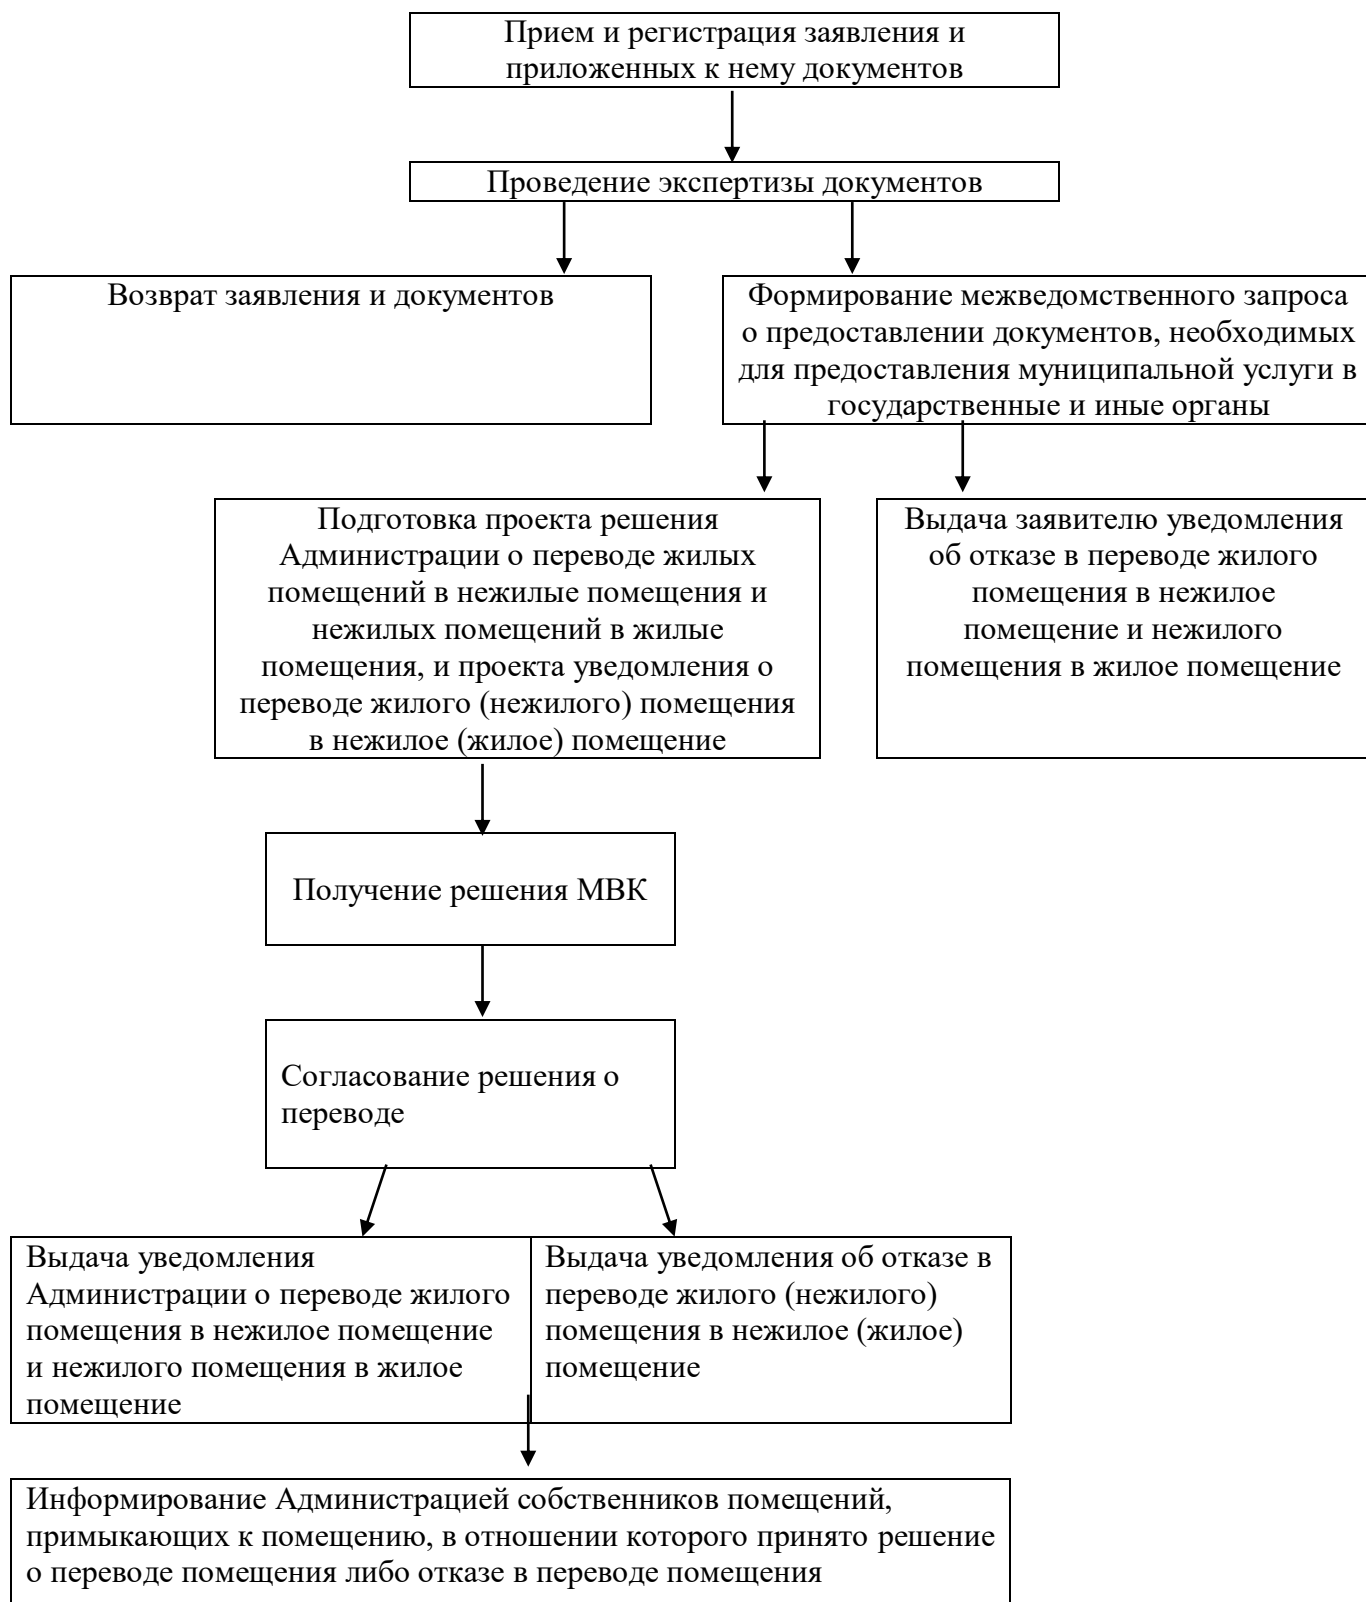 Прием и регистрация заявления и
приложенных к нему документов
Проведение экспертизы документов
Возврат заявления и документов
Формирование межведомственного запроса
о предоставлении документов, необходимых
для предоставления муниципальной услуги в
государственные и иные органы
Подготовка проекта решения
Администрации о переводе жилых
помещений в нежилые помещения и
нежилых помещений в жилые
помещения, и проекта уведомления о
переводе жилого (нежилого) помещения
в нежилое (жилое) помещение
Выдача заявителю уведомления
об отказе в переводе жилого
помещения в нежилое
помещение и нежилого
помещения в жилое помещение
Получение решения МВК
Согласование решения о
переводе
Выдача уведомления
Администрации о переводе жилого
помещения в нежилое помещение
и нежилого помещения в жилое
помещение
Выдача уведомления об отказе в
переводе жилого (нежилого)
помещения в нежилое (жилое)
помещение
Информирование Администрацией собственников помещений,
примыкающих к помещению, в отношении которого принято решение
о переводе помещения либо отказе в переводе помещения